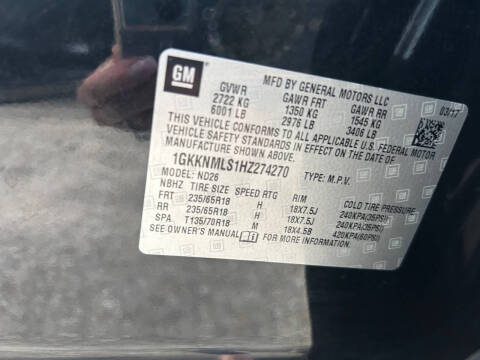 GM
MFD BY GENERAL MOTORS LLC
03/17
GVWR GAWR FRT GAWR RR
2722 KG 1350 KG 1545 KG
6001 LB 2976 LB 3406 LB
THIS VEHICLE CONFORMS TO ALL APPLICABLE U.S. FEDERAL MOTOR
VEHICLE SAFETY STANDARDS IN EFFECT ON THE DATE OF
MANUFACTURE SHOWN ABOVE.
1GKKNMLS1HZ274270 TYPE: M.P.V.
MODEL: ND26
NBHZ TIRE SIZE SPEED RTG RIM COLD TIRE PRESSURE
FRT 235/65R18 H 18X7.5J 240KPA(35PSI)
RR 235/65R18 H 18X7.5J 240KPA(35PSI)
SPA T135/70R18 M 18X4.5B 420KPA(60PSI)
SEE OWNER'S MANUAL FOR MORE INFORMATION.